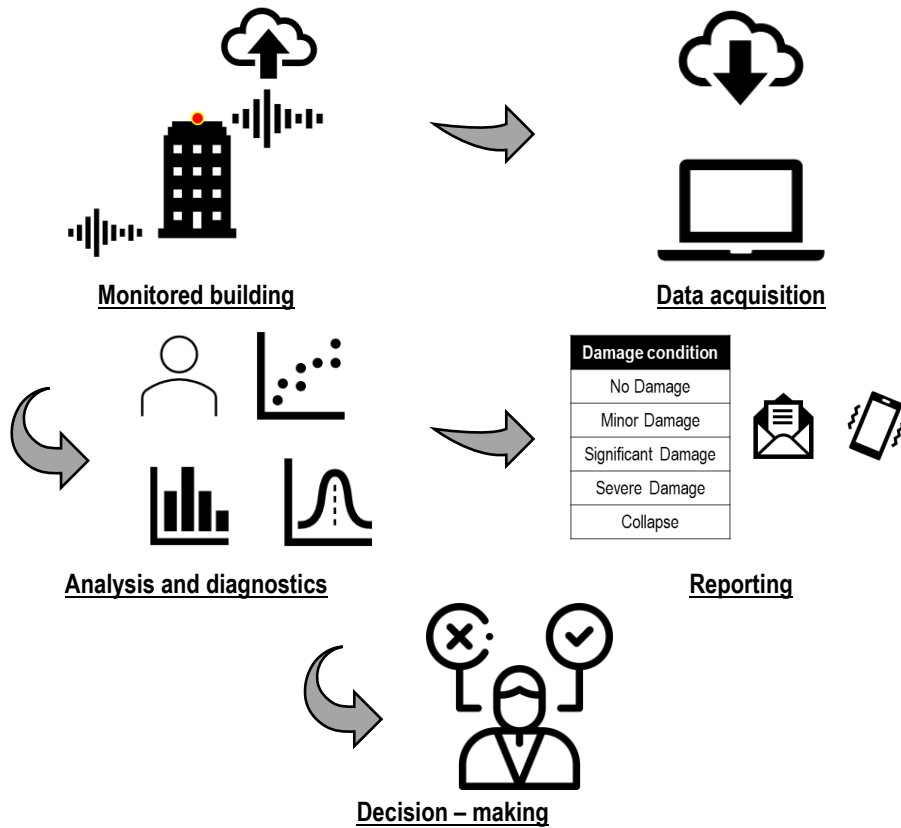 Monitored building
Data acquisition
Damage condition
No Damage
Minor Damage
Significant Damage
Severe Damage
Collapse
Analysis and diagnostics
Reporting
Decision – making